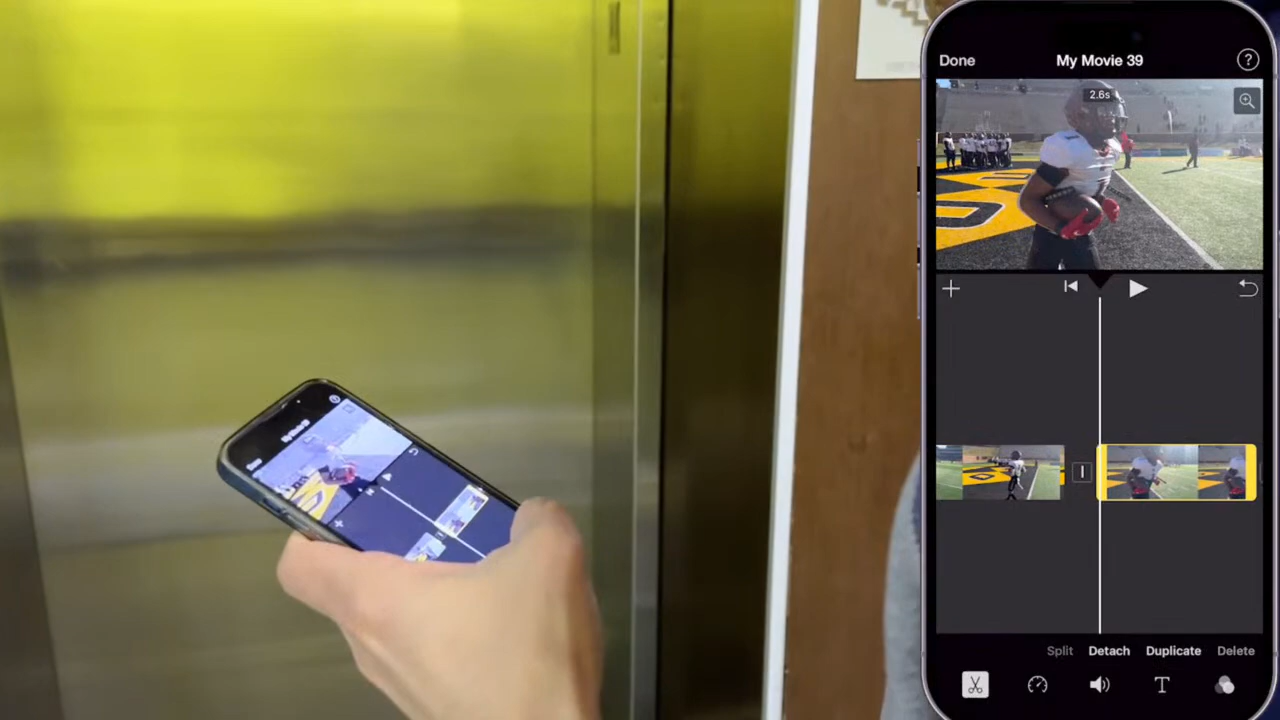 Done
My Movie 39
?
2.6s
Split
Detach
Duplicate
Delete
T